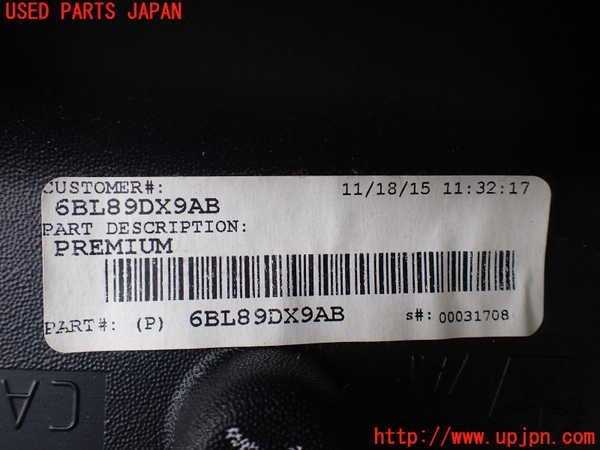 USED PARTS JAPAN
CUSTOMER#: 11/18/15 11:32:17
6BL89DX9AB
PART DESCRIPTION:
PREMIUM
PART#: (P) 6BL89DX9AB s#: 00031708
CA
http://www.upjpn.com/